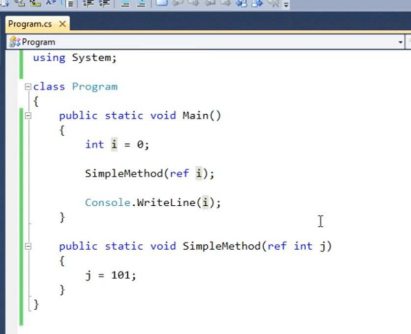 Program.cs
Program
using System;
class Program
{
public static void Main()
{
int i = 0;
SimpleMethod(ref i);
Console.WriteLine(i);
}
public static void SimpleMethod(ref int j)
{
j = 101;
}
}